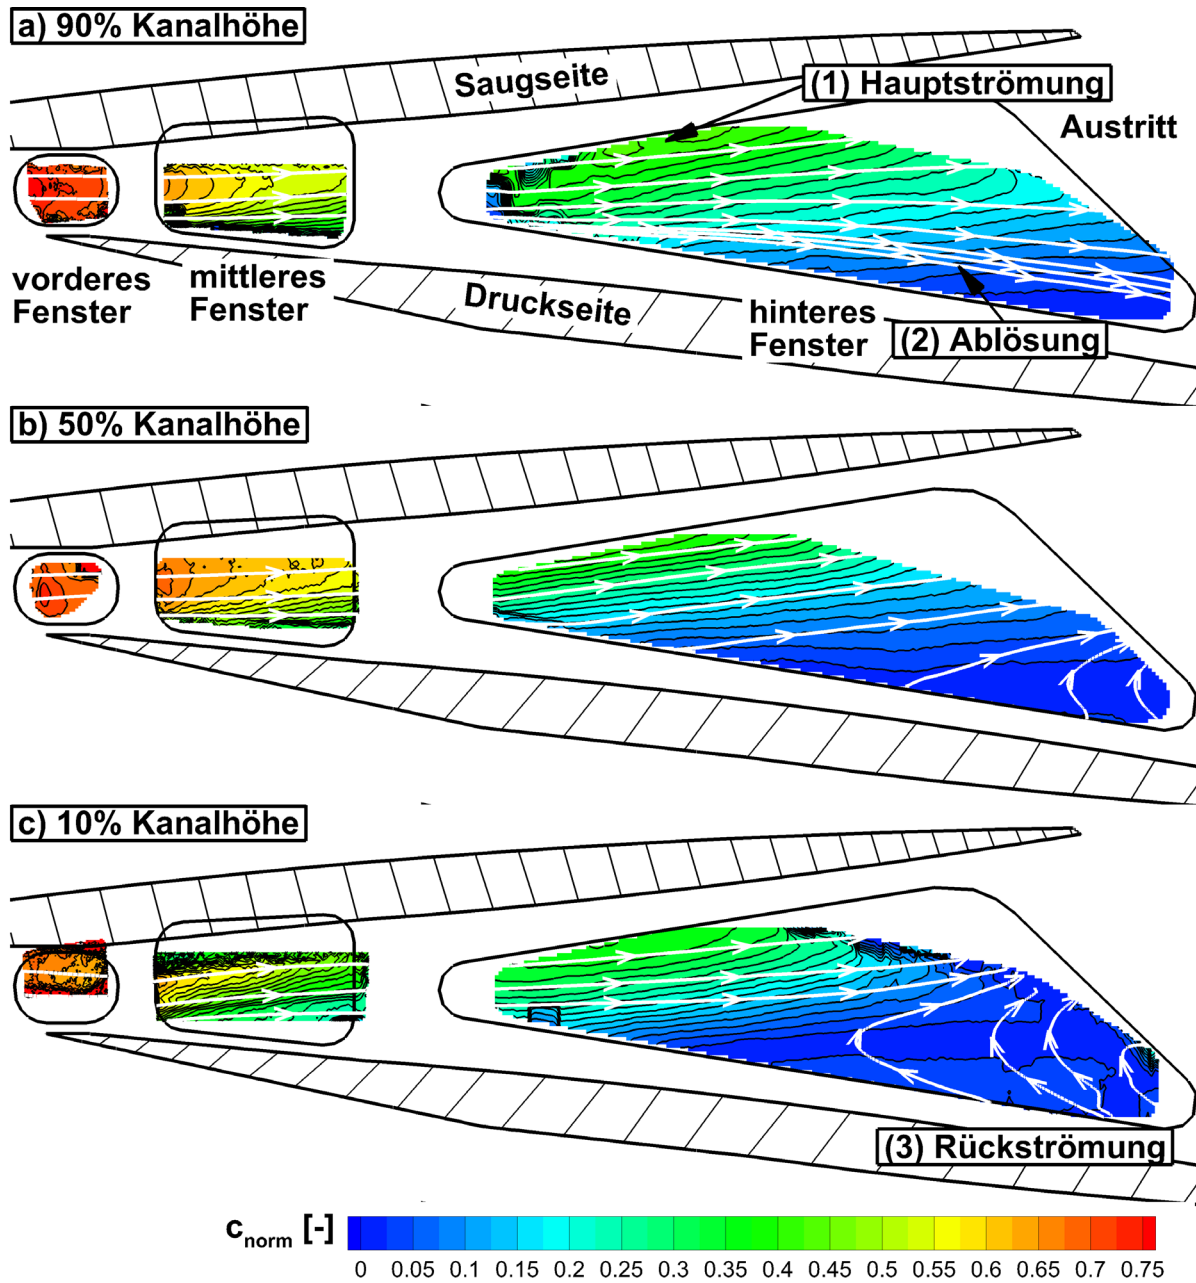 a) 90% Kanalhöhe
Saugseite
(1) Hauptströmung
Austritt
vorderes
Fenster
mittleres
Fenster
Druckseite
hinteres
Fenster
(2) Ablösung
b) 50% Kanalhöhe
c) 10% Kanalhöhe
(3) Rückströmung
c_norm [-]
0 0.05 0.1 0.15 0.2 0.25 0.3 0.35 0.4 0.45 0.5 0.55 0.6 0.65 0.7 0.75